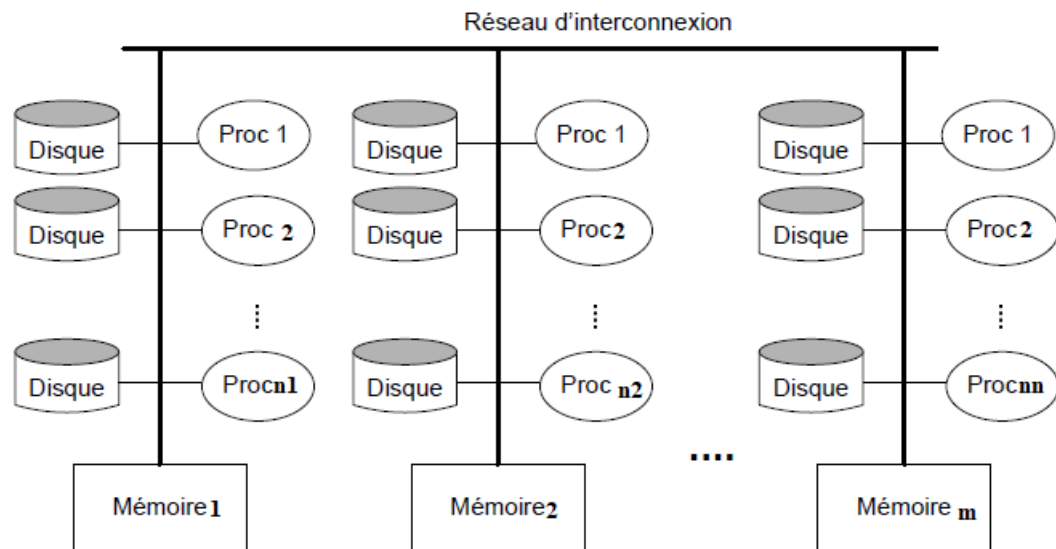 Réseau d'interconnexion
Disque Proc 1 Disque Proc 1 Disque Proc 1
Disque Proc 2 Disque Proc2 Disque Proc2
Disque Procn1 Disque Proc n2 Disque Procnn
....
Mémoire1 Mémoire2 Mémoire m